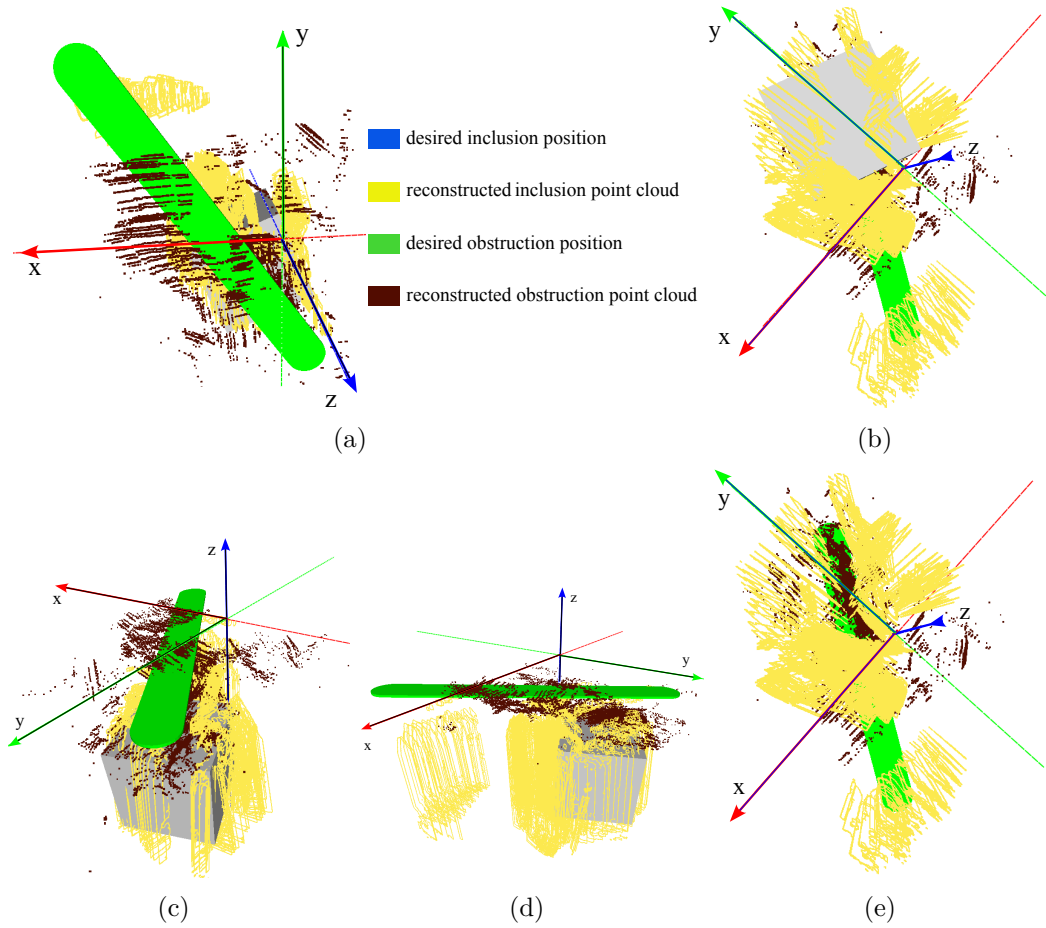 y
desired inclusion position
reconstructed inclusion point cloud
desired obstruction position
reconstructed obstruction point cloud
x
z
(a)
y
z
x
(b)
z
x
y
(c)
z
y
x
(d)
y
z
x
(e)